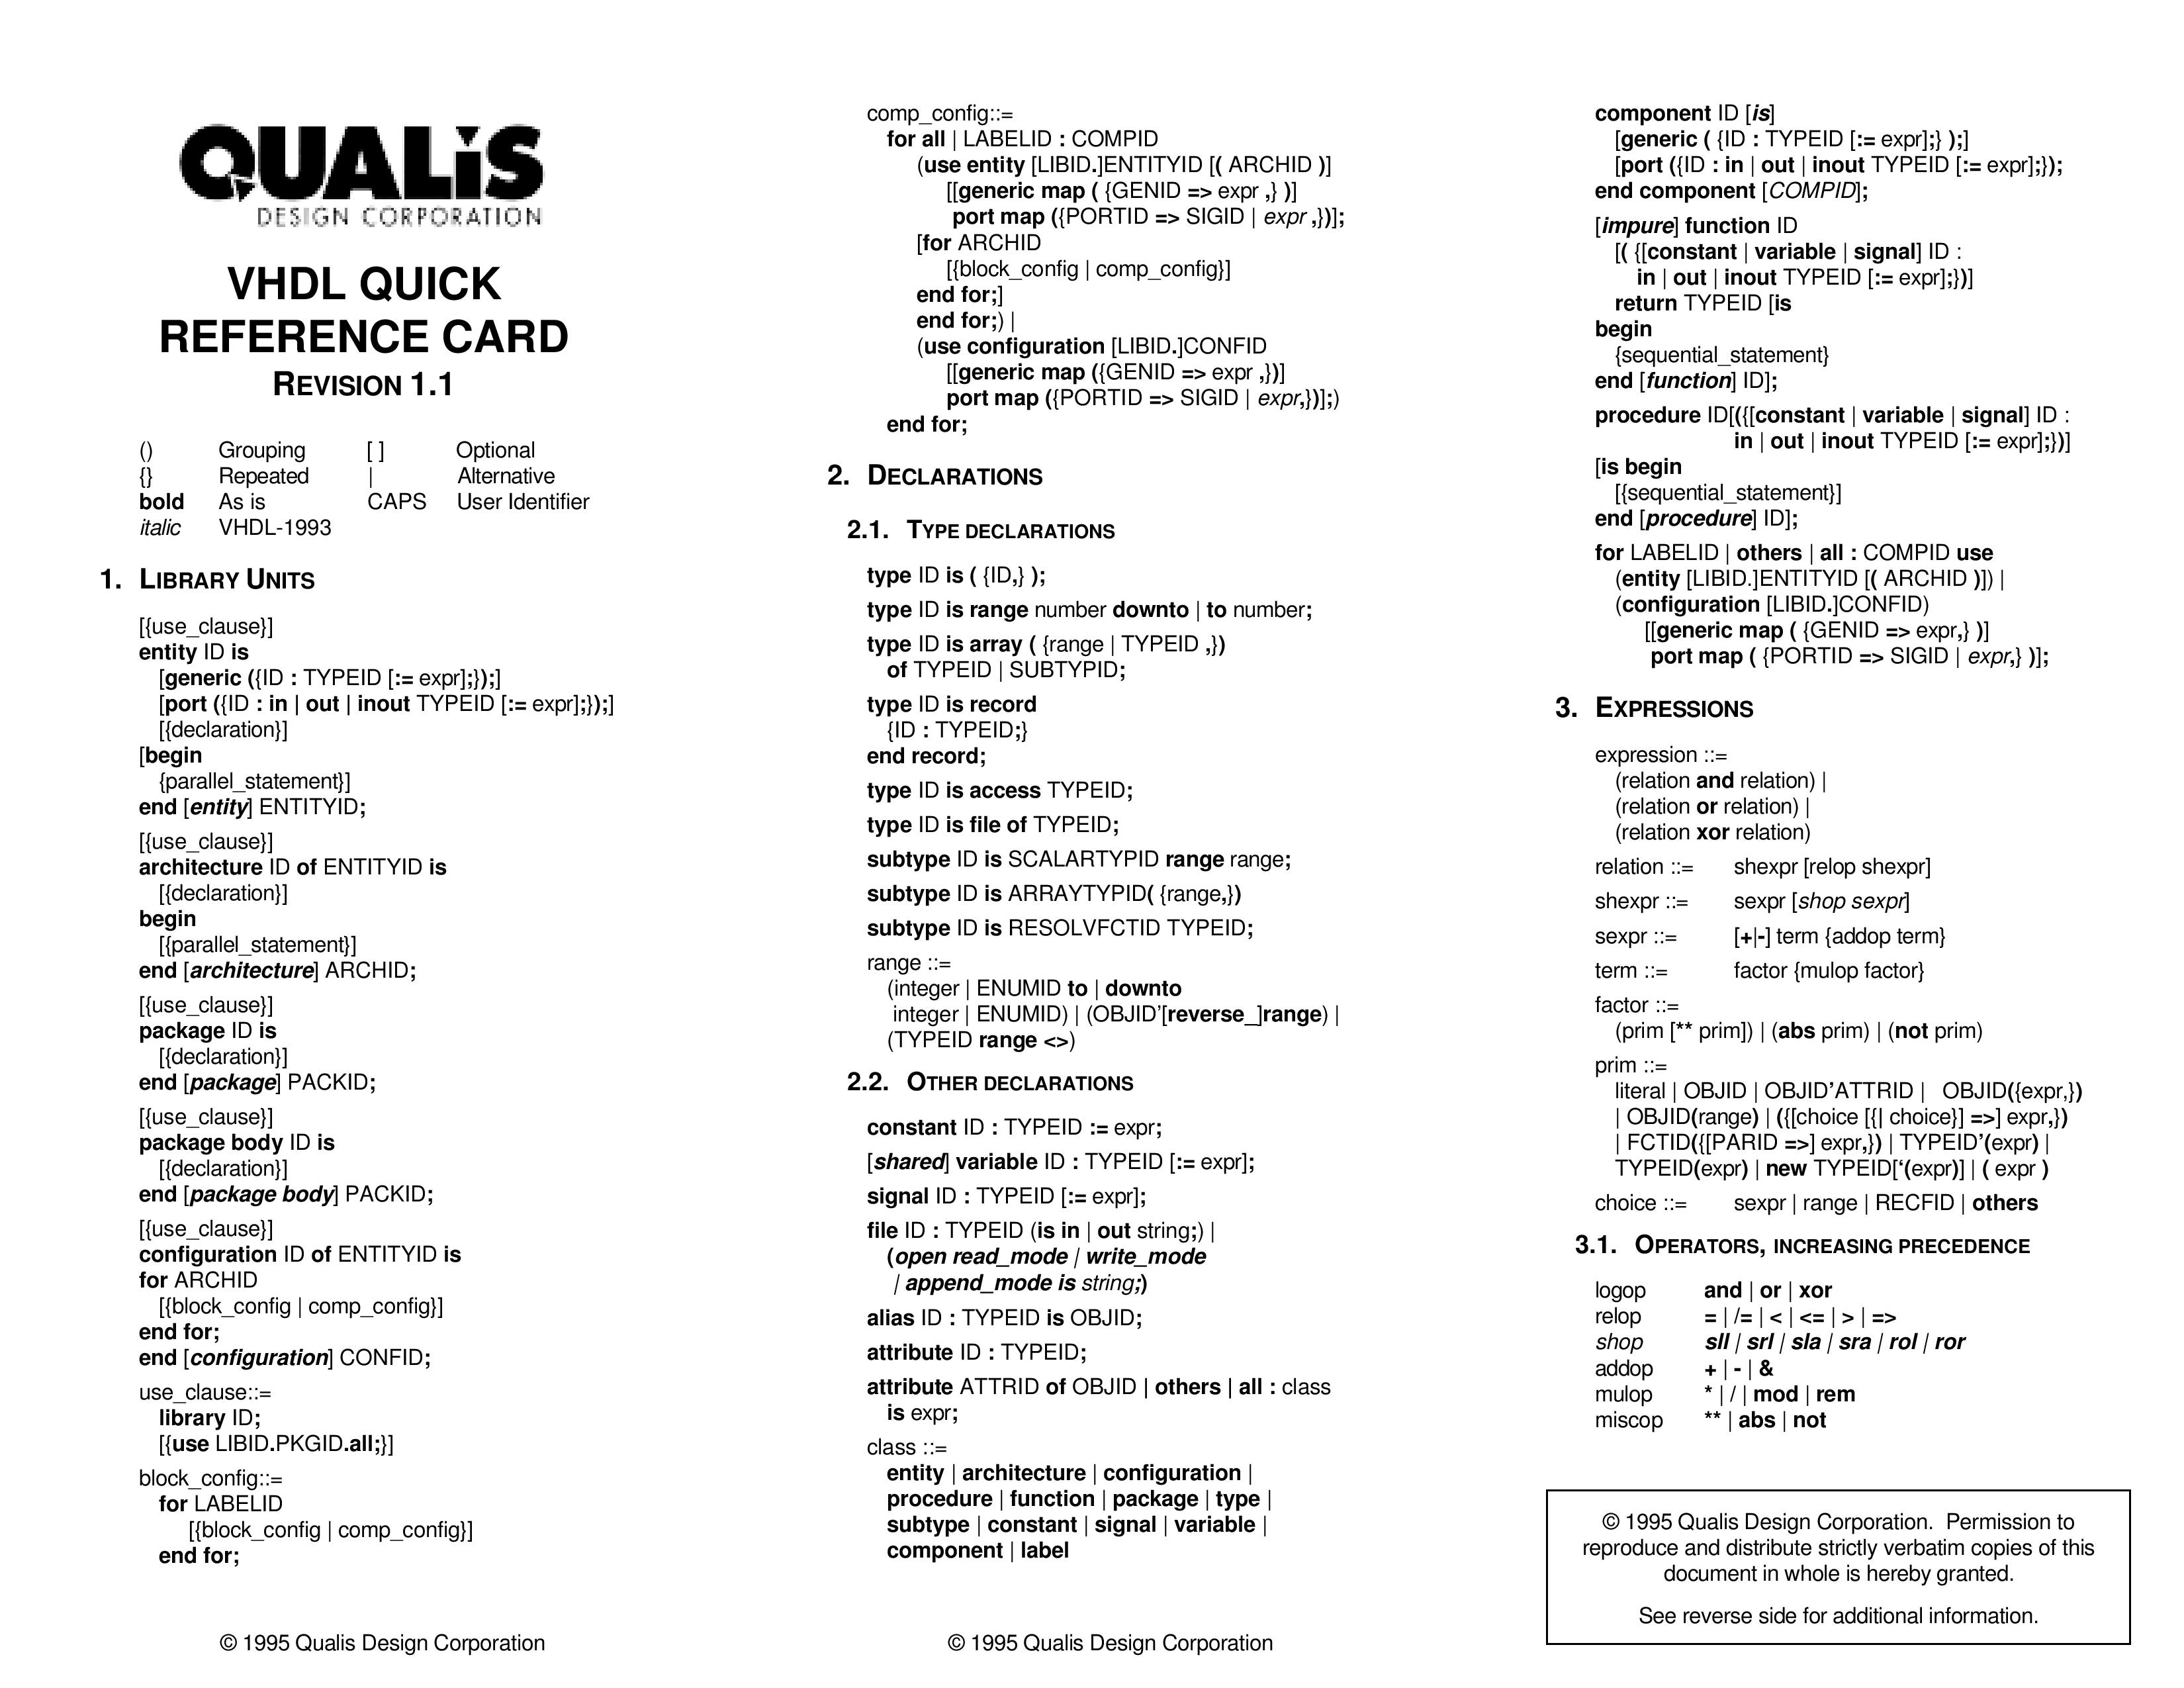 QUALiS
DESIGN CORPORATION
VHDL QUICK
REFERENCE CARD
REVISION 1.1
() Grouping [ ] Optional
{} Repeated | Alternative
bold As is CAPS User Identifier
italic VHDL-1993
1. LIBRARY UNITS
[{use_clause}]
entity ID is
[generic ({ID : TYPEID [:= expr];});]
[port ({ID : in | out | inout TYPEID [:= expr];});]
[{declaration}]
[begin
{parallel_statement}]
end [entity] ENTITYID;
[{use_clause}]
architecture ID of ENTITYID is
[{declaration}]
begin
[{parallel_statement}]
end [architecture] ARCHID;
[{use_clause}]
package ID is
[{declaration}]
end [package] PACKID;
[{use_clause}]
package body ID is
[{declaration}]
end [package body] PACKID;
[{use_clause}]
configuration ID of ENTITYID is
for ARCHID
[{block_config | comp_config}]
end for;
end [configuration] CONFID;
use_clause::=
library ID;
[{use LIBID.PKGID.all;}]
block_config::=
for LABELID
[{block_config | comp_config}]
end for;
© 1995 Qualis Design Corporation
comp_config::=
for all | LABELID : COMPID
(use entity [LIBID.]ENTITYID [( ARCHID )]
[[generic map ( {GENID => expr ,} )]
port map ({PORTID => SIGID | expr ,})];
[for ARCHID
[{block_config | comp_config}]
end for;]
end for;) |
(use configuration [LIBID.]CONFID
[[generic map ({GENID => expr ,})]
port map ({PORTID => SIGID | expr,})];)
end for;
2. DECLARATIONS
2.1. TYPE DECLARATIONS
type ID is ( {ID,} );
type ID is range number downto | to number;
type ID is array ( {range | TYPEID ,})
of TYPEID | SUBTYPID;
type ID is record
{ID : TYPEID;}
end record;
type ID is access TYPEID;
type ID is file of TYPEID;
subtype ID is SCALARTYPID range range;
subtype ID is ARRAYTYPID( {range,})
subtype ID is RESOLVFCTID TYPEID;
range ::=
(integer | ENUMID to | downto
integer | ENUMID) | (OBJID’[reverse_]range) |
(TYPEID range <>)
2.2. OTHER DECLARATIONS
constant ID : TYPEID := expr;
[shared] variable ID : TYPEID [:= expr];
signal ID : TYPEID [:= expr];
file ID : TYPEID (is in | out string;) |
(open read_mode | write_mode
| append_mode is string;)
alias ID : TYPEID is OBJID;
attribute ID : TYPEID;
attribute ATTRID of OBJID | others | all : class
is expr;
class ::=
entity | architecture | configuration |
procedure | function | package | type |
subtype | constant | signal | variable |
component | label
© 1995 Qualis Design Corporation
component ID [is]
[generic ( {ID : TYPEID [:= expr];} );]
[port ({ID : in | out | inout TYPEID [:= expr];});
end component [COMPID];
[impure] function ID
[( {[constant | variable | signal] ID :
in | out | inout TYPEID [:= expr];})]
return TYPEID [is
begin
{sequential_statement}
end [function] ID];
procedure ID[({[constant | variable | signal] ID :
in | out | inout TYPEID [:= expr];})]
[is begin
[{sequential_statement}]
end [procedure] ID];
for LABELID | others | all : COMPID use
(entity [LIBID.]ENTITYID [( ARCHID )]) |
(configuration [LIBID.]CONFID)
[[generic map ( {GENID => expr,} )]
port map ( {PORTID => SIGID | expr,} )];
3. EXPRESSIONS
expression ::=
(relation and relation) |
(relation or relation) |
(relation xor relation)
relation ::= shexpr [relop shexpr]
shexpr ::= sexpr [shop sexpr]
sexpr ::= [+|-] term {addop term}
term ::= factor {mulop factor}
factor ::=
(prim [** prim]) | (abs prim) | (not prim)
prim ::=
literal | OBJID | OBJID’ATTRID | OBJID({expr,})
| OBJID(range) | ({[choice [{| choice}] =>] expr,})
| FCTID({[PARID =>] expr,}) | TYPEID’(expr) |
TYPEID(expr) | new TYPEID[‘(expr)] | ( expr )
choice ::= sexpr | range | RECFID | others
3.1. OPERATORS, INCREASING PRECEDENCE
logop and | or | xor
relop = | /= | < | <= | > | =>
shop sll | srl | sla | sra | rol | ror
addop + | - | &
mulop * | / | mod | rem
miscop ** | abs | not
© 1995 Qualis Design Corporation. Permission to
reproduce and distribute strictly verbatim copies of this
document in whole is hereby granted.
See reverse side for additional information.